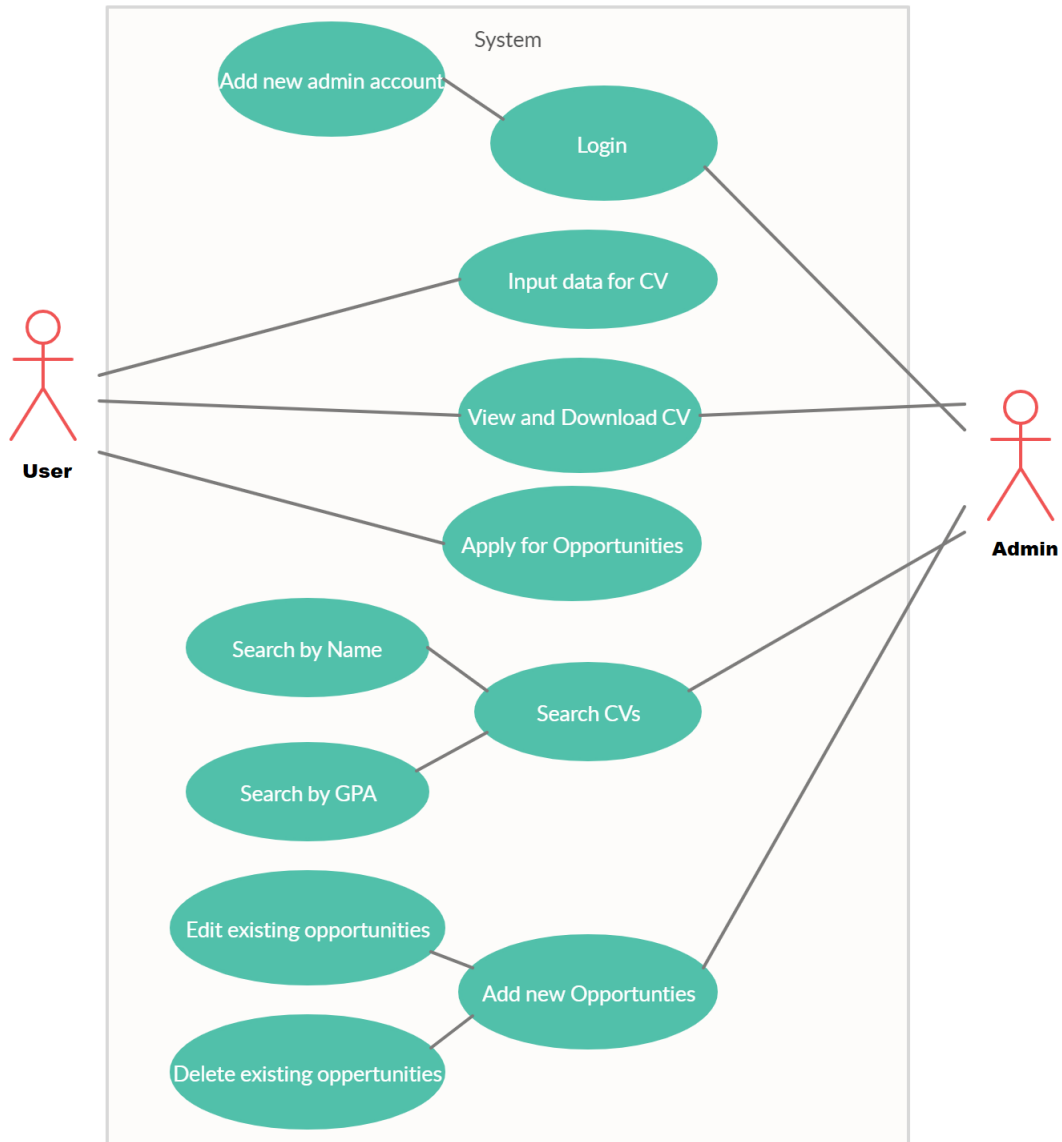 System
Add new admin account
Login
Input data for CV
View and Download CV
User
Apply for Opportunities
Admin
Search by Name
Search CVs
Search by GPA
Edit existing opportunities
Add new Opportunties
Delete existing oppertunities